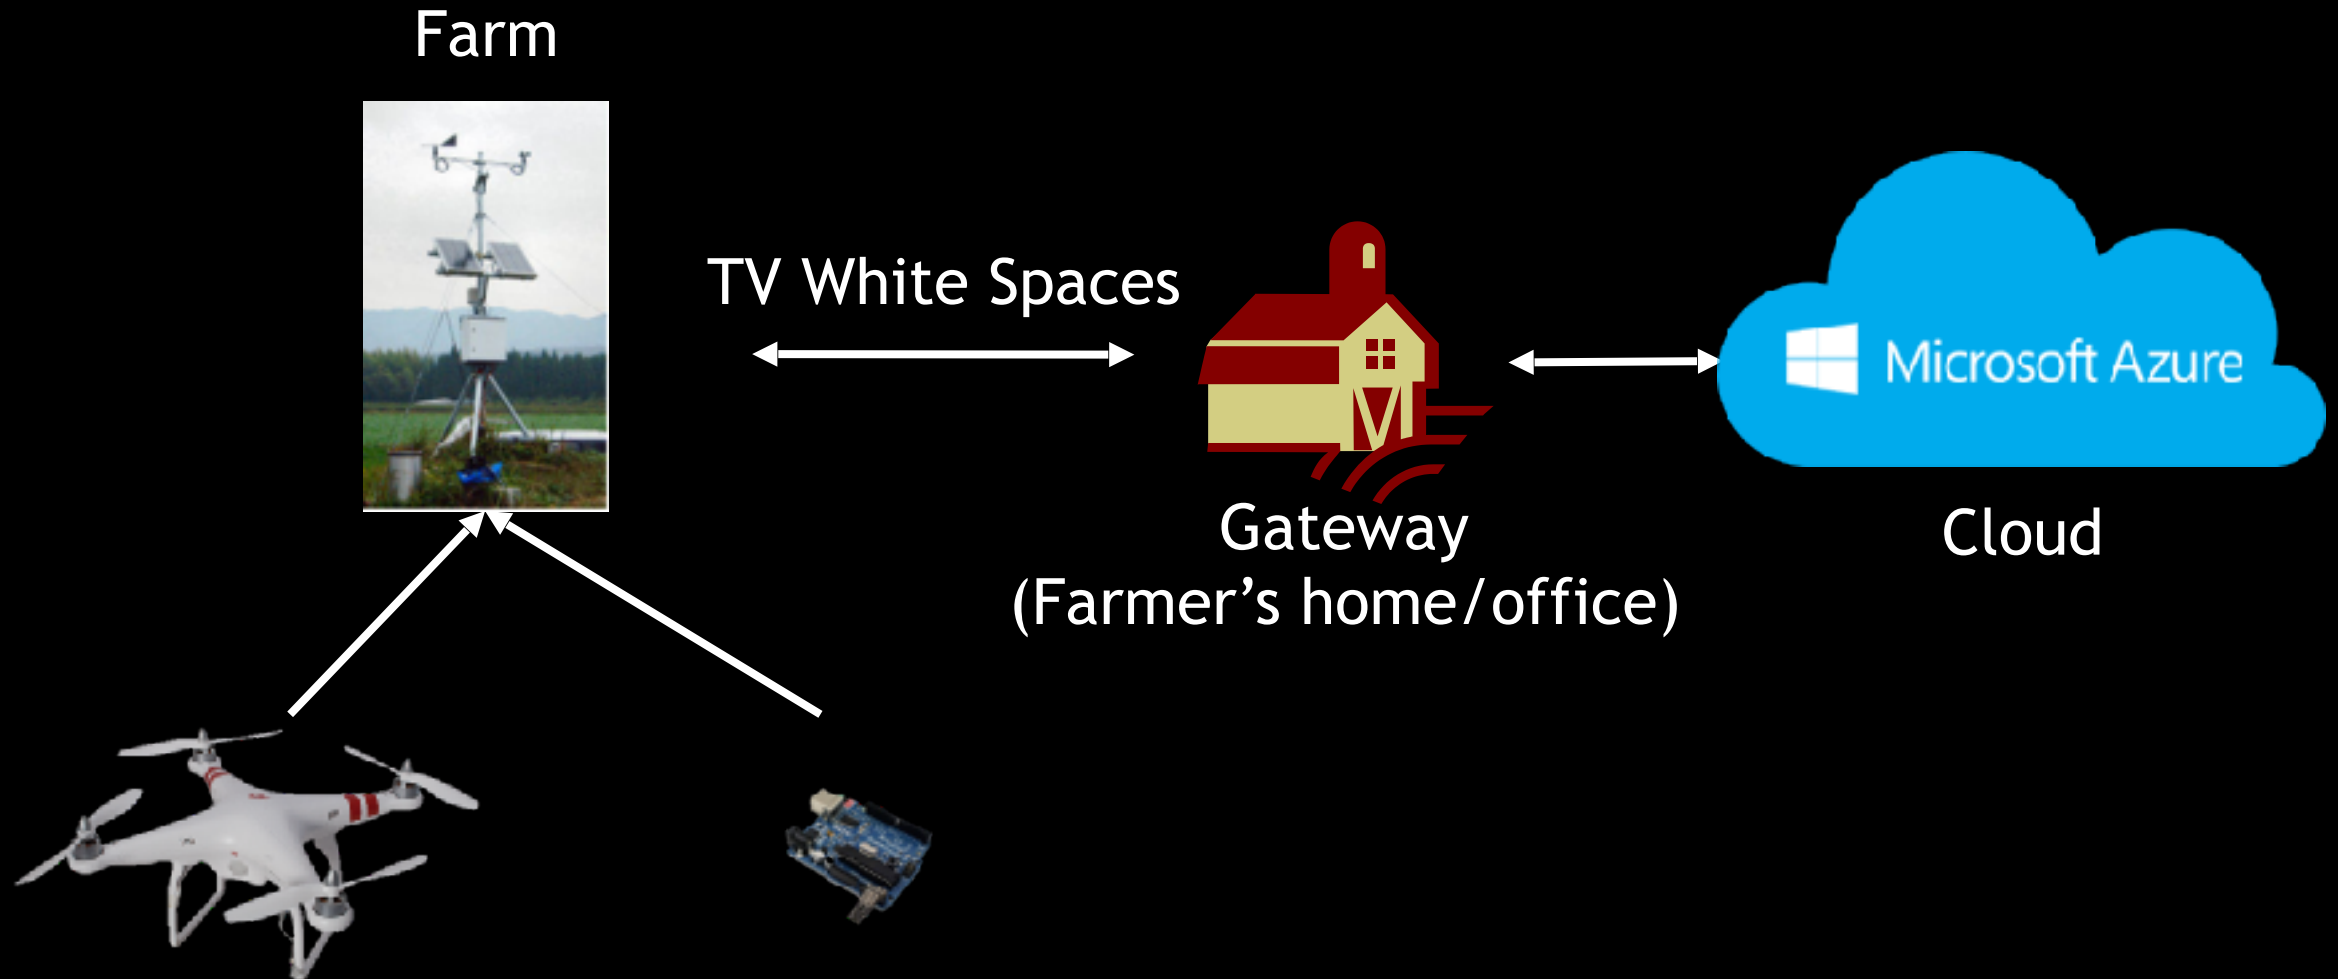 Farm
TV White Spaces
Microsoft Azure
Gateway
(Farmer’s home/office)
Cloud